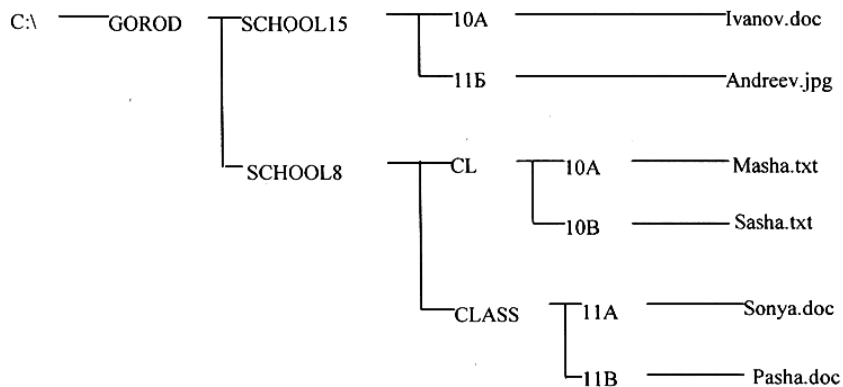 C:\ GOROD SCHOOL15 10A Ivanov.doc
11Б Andreev.jpg
SCHOOL8 CL 10A Masha.txt
10B Sasha.txt
CLASS 11A Sonya.doc
11B Pasha.doc